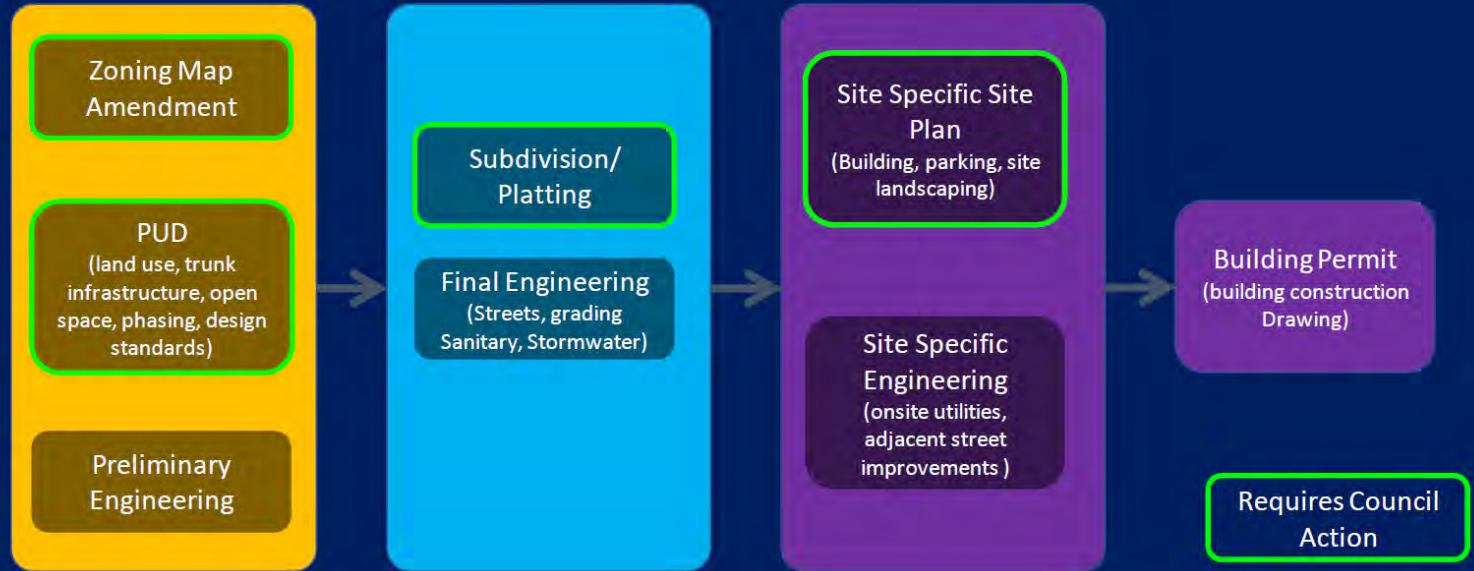 Zoning Map
Amendment
PUD
(land use, trunk
infrastructure, open
space, phasing, design
standards)
Preliminary
Engineering
Subdivision/
Platting
Final Engineering
(Streets, grading
Sanitary, Stormwater)
Site Specific Site
Plan
(Building, parking, site
landscaping)
Site Specific
Engineering
(onsite utilities,
adjacent street
improvements )
Building Permit
(building construction
Drawing)
Requires Council
Action